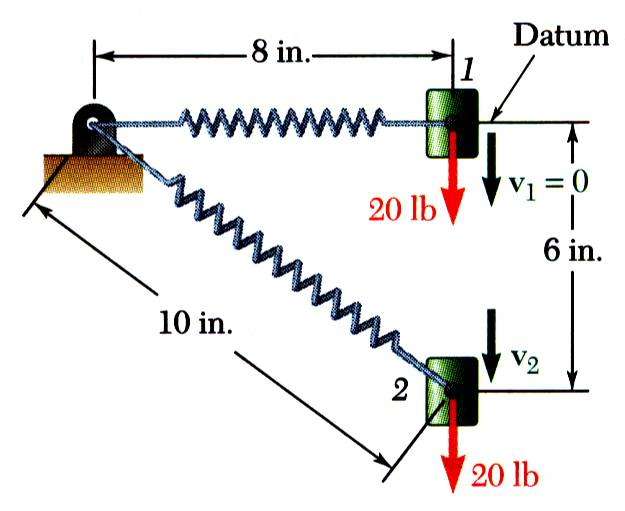 Datum
8 in.
1
20 lb
v₁ = 0
6 in.
10 in.
v₂
2
20 lb